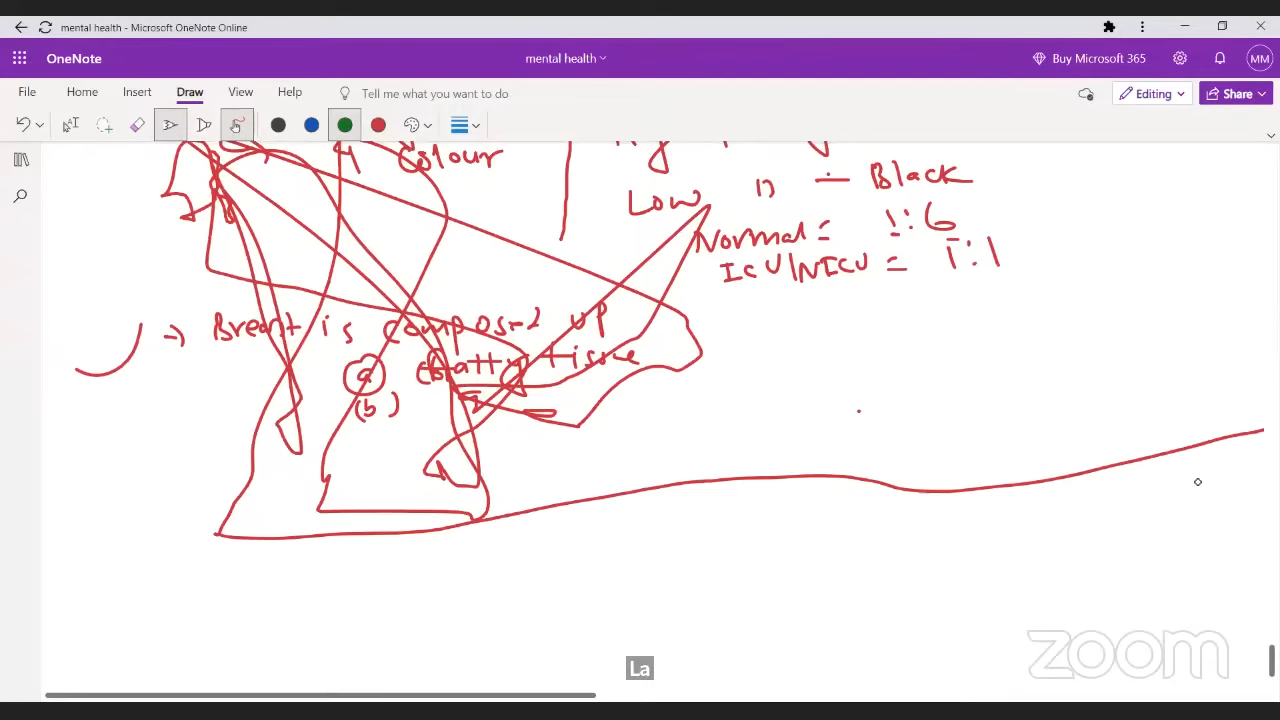 mental health - Microsoft OneNote Online
OneNote
mental health
Buy Microsoft 365
MM
File Home Insert Draw View Help Tell me what you want to do
Editing
Share
colour
Low 1) ÷ Black
Normal = 1:6
ICU/NICU = 1:1
=) Breast is compos=d up
(a) fatty tissue
(b)
zoom
La